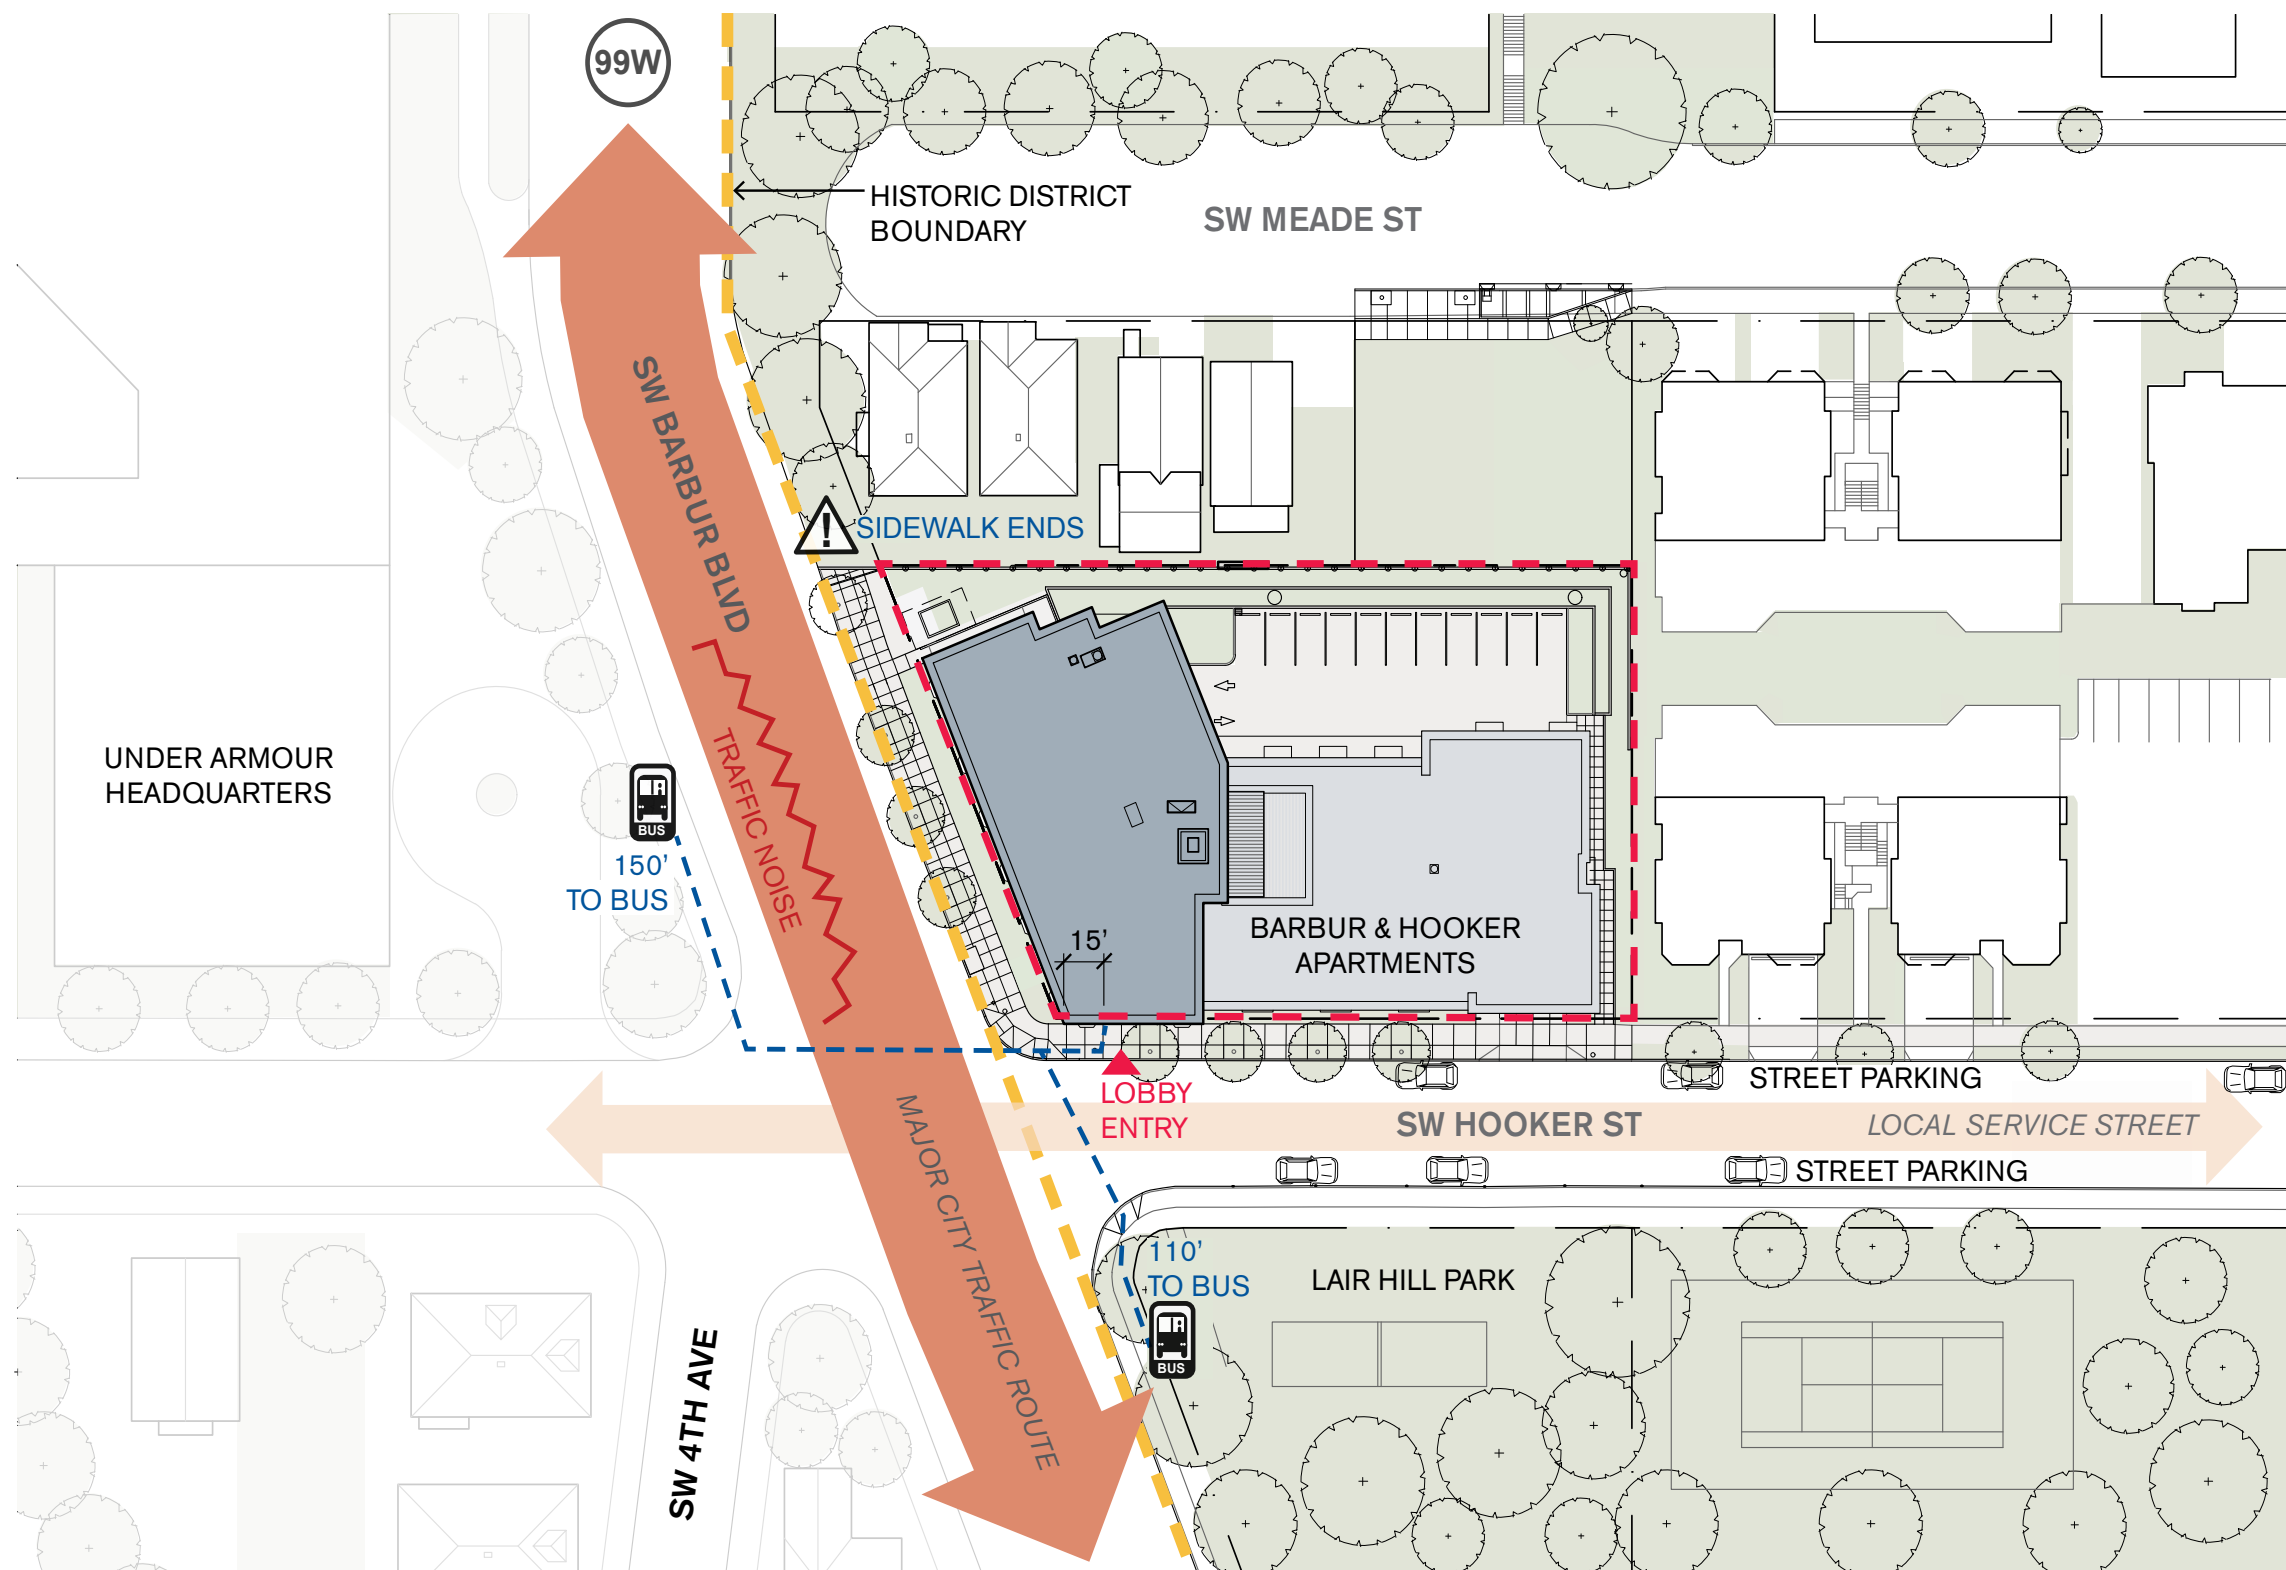 99W
HISTORIC DISTRICT
BOUNDARY
SW MEADE ST
SW BARBUR BLVD
SIDEWALK ENDS
UNDER ARMOUR
HEADQUARTERS
BUS
150’
TO BUS
TRAFFIC NOISE
15’
BARBUR & HOOKER
APARTMENTS
LOBBY
ENTRY
STREET PARKING
SW HOOKER ST
LOCAL SERVICE STREET
STREET PARKING
MAJOR CITY TRAFFIC ROUTE
110’
TO BUS
BUS
LAIR HILL PARK
SW 4TH AVE